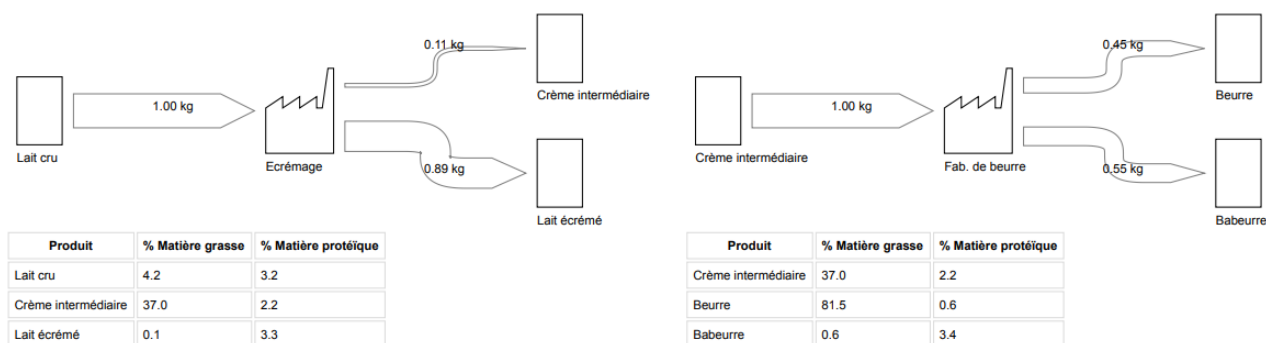 0.11 kg
Crème intermédiaire
1.00 kg
Lait cru
Ecrémage
0.89 kg
Lait écrémé
Produit % Matière grasse % Matière protéïque
Lait cru 4.2 3.2
Crème intermédiaire 37.0 2.2
Lait écrémé 0.1 3.3
0.45 kg
Beurre
1.00 kg
Crème intermédiaire
Fab. de beurre
0.55 kg
Babeurre
Produit % Matière grasse % Matière protéïque
Crème intermédiaire 37.0 2.2
Beurre 81.5 0.6
Babeurre 0.6 3.4